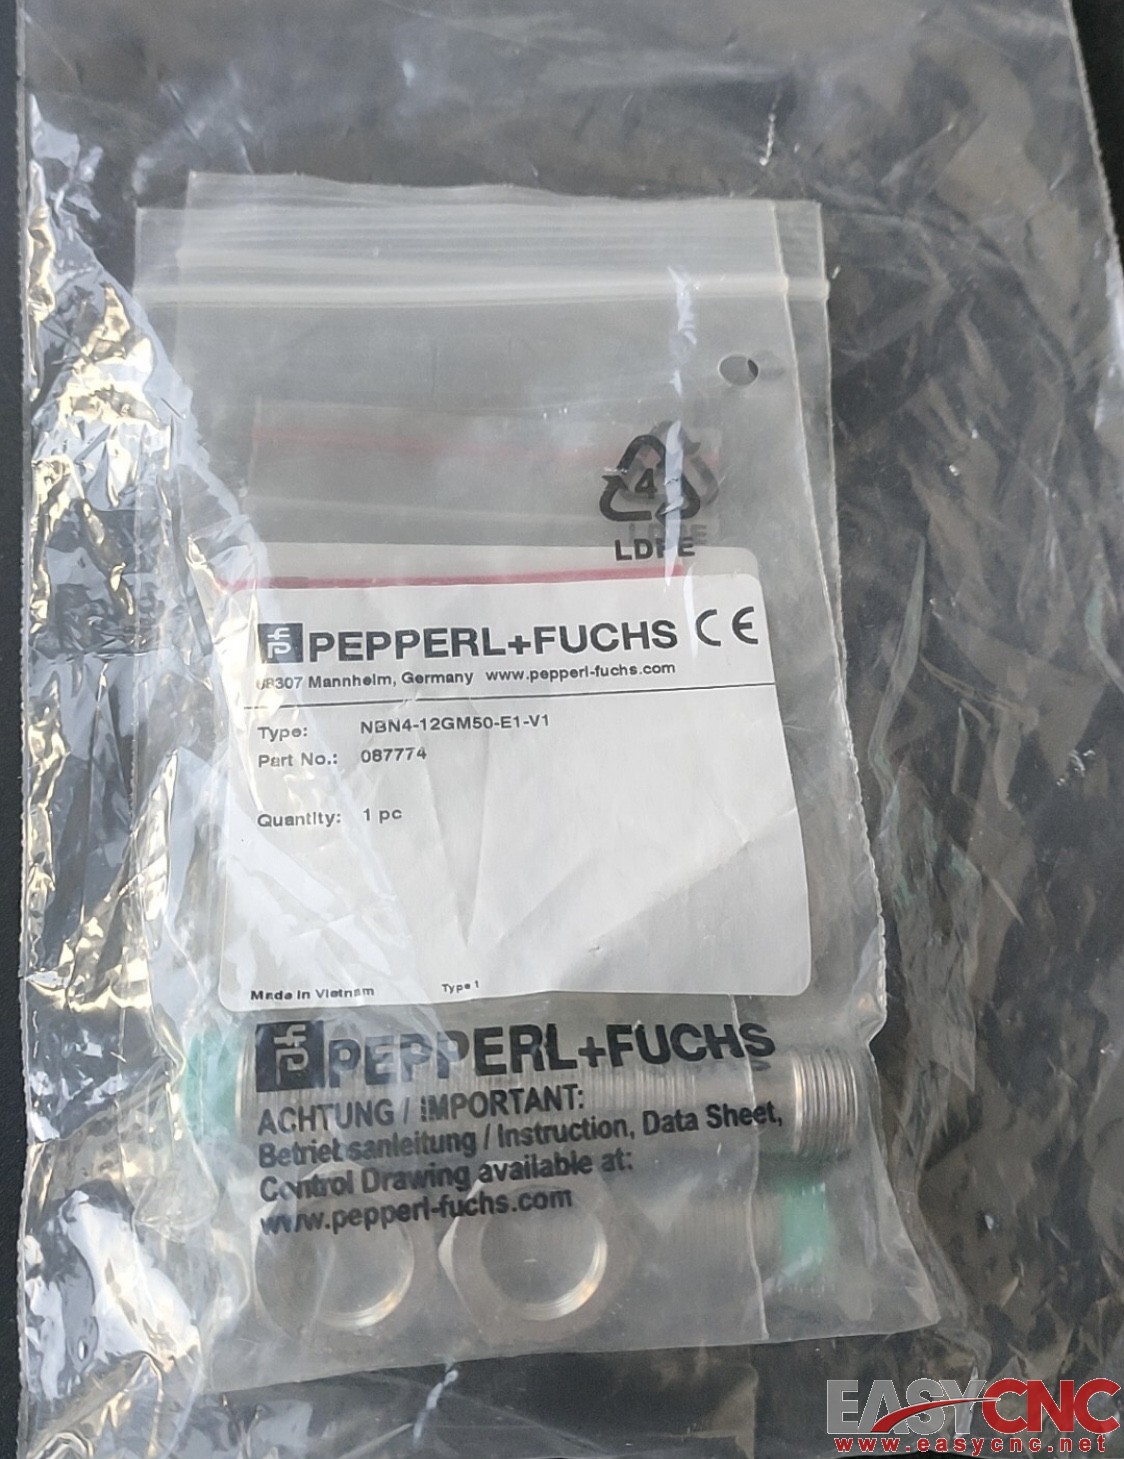 4
LDPE
PEPPERL+FUCHS CE
68307 Mannheim, Germany www.pepperl-fuchs.com
Type: NBN4-12GM50-E1-V1
Part No.: 087774
Quantity: 1 pc
Made in Vietnam Type 1
PEPPERL+FUCHS
ACHTUNG / IMPORTANT:
Betriebsanleitung / Instruction, Data Sheet,
Control Drawing available at:
www.pepperl-fuchs.com
EASYCNC
www.easycnc.net